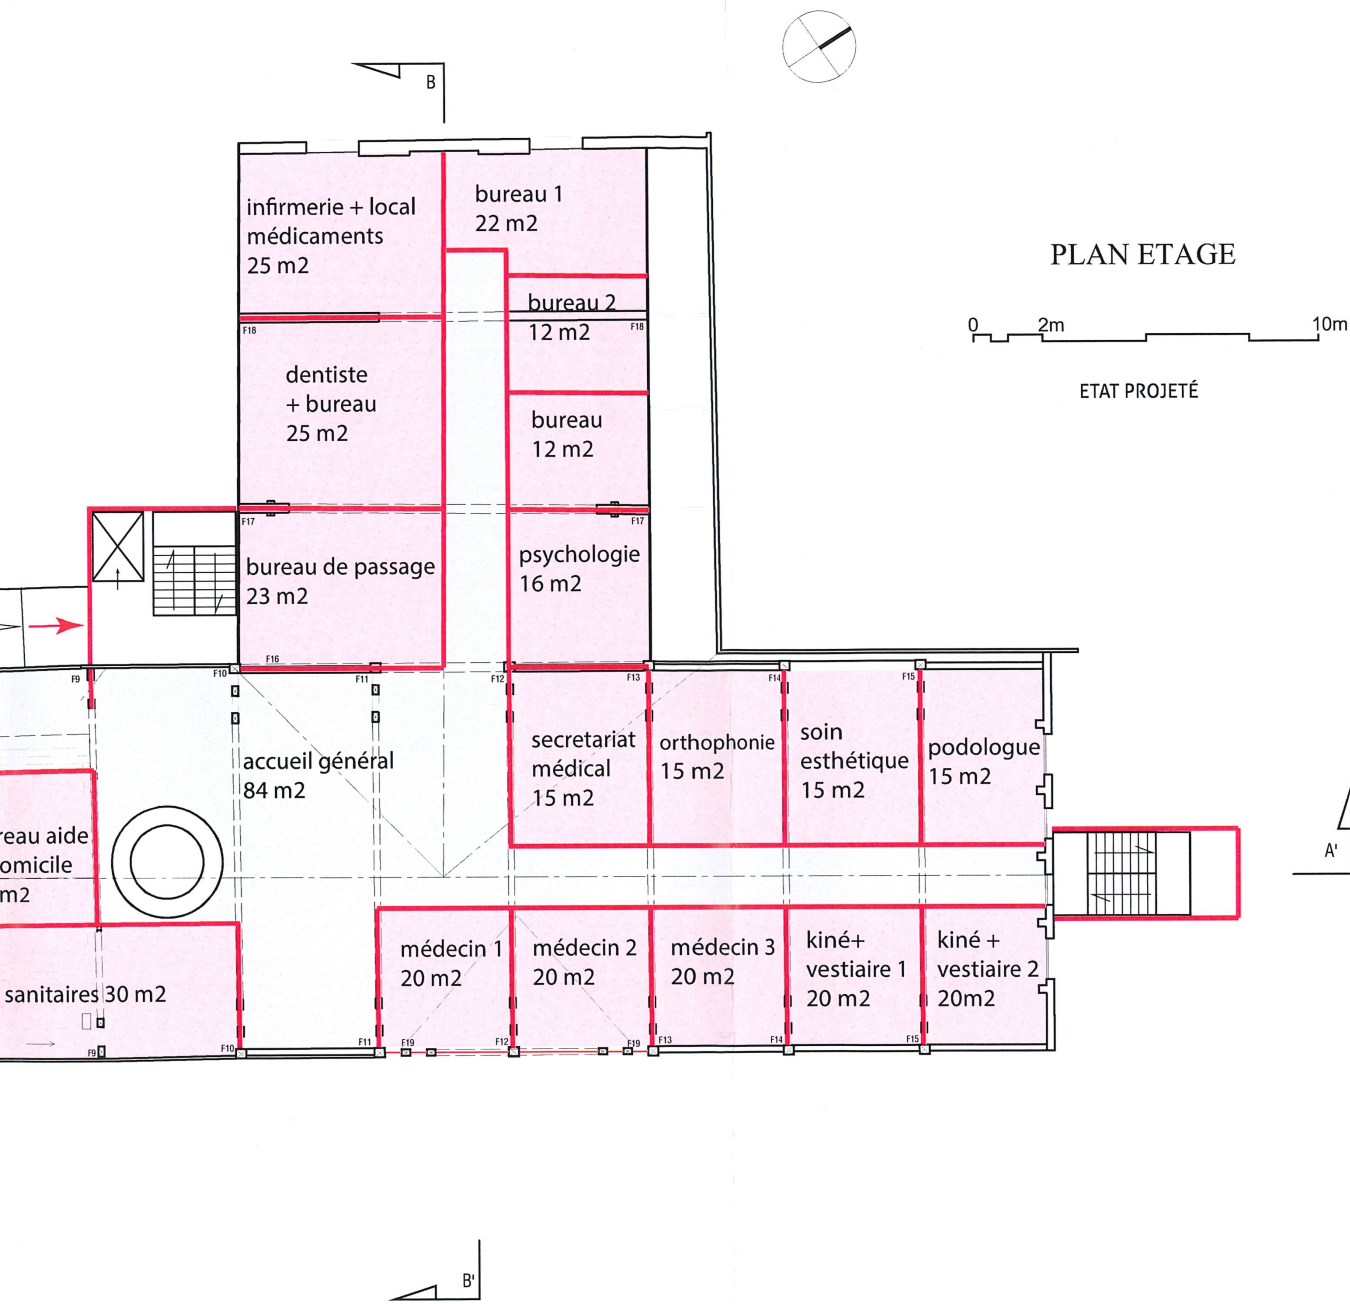 B
PLAN ETAGE
0 2m 10m
ETAT PROJETÉ
infirmerie + local
médicaments
25 m2
bureau 1
22 m2
bureau 2
12 m2
F18
F18
dentiste
+ bureau
25 m2
bureau
12 m2
F17
F17
bureau de passage
23 m2
psychologie
16 m2
F16
F9
F10
F11
F12
F13
F14
F15
accueil général
84 m2
secretariat
médical
15 m2
orthophonie
15 m2
soin
esthétique
15 m2
podologue
15 m2
reau aide
omicile
m2
A'
sanitaires 30 m2
médecin 1
20 m2
médecin 2
20 m2
médecin 3
20 m2
kiné+
vestiaire 1
20 m2
kiné +
vestiaire 2
20m2
F9
F10
F11
F19
F12
F19
F13
F14
F15
B'